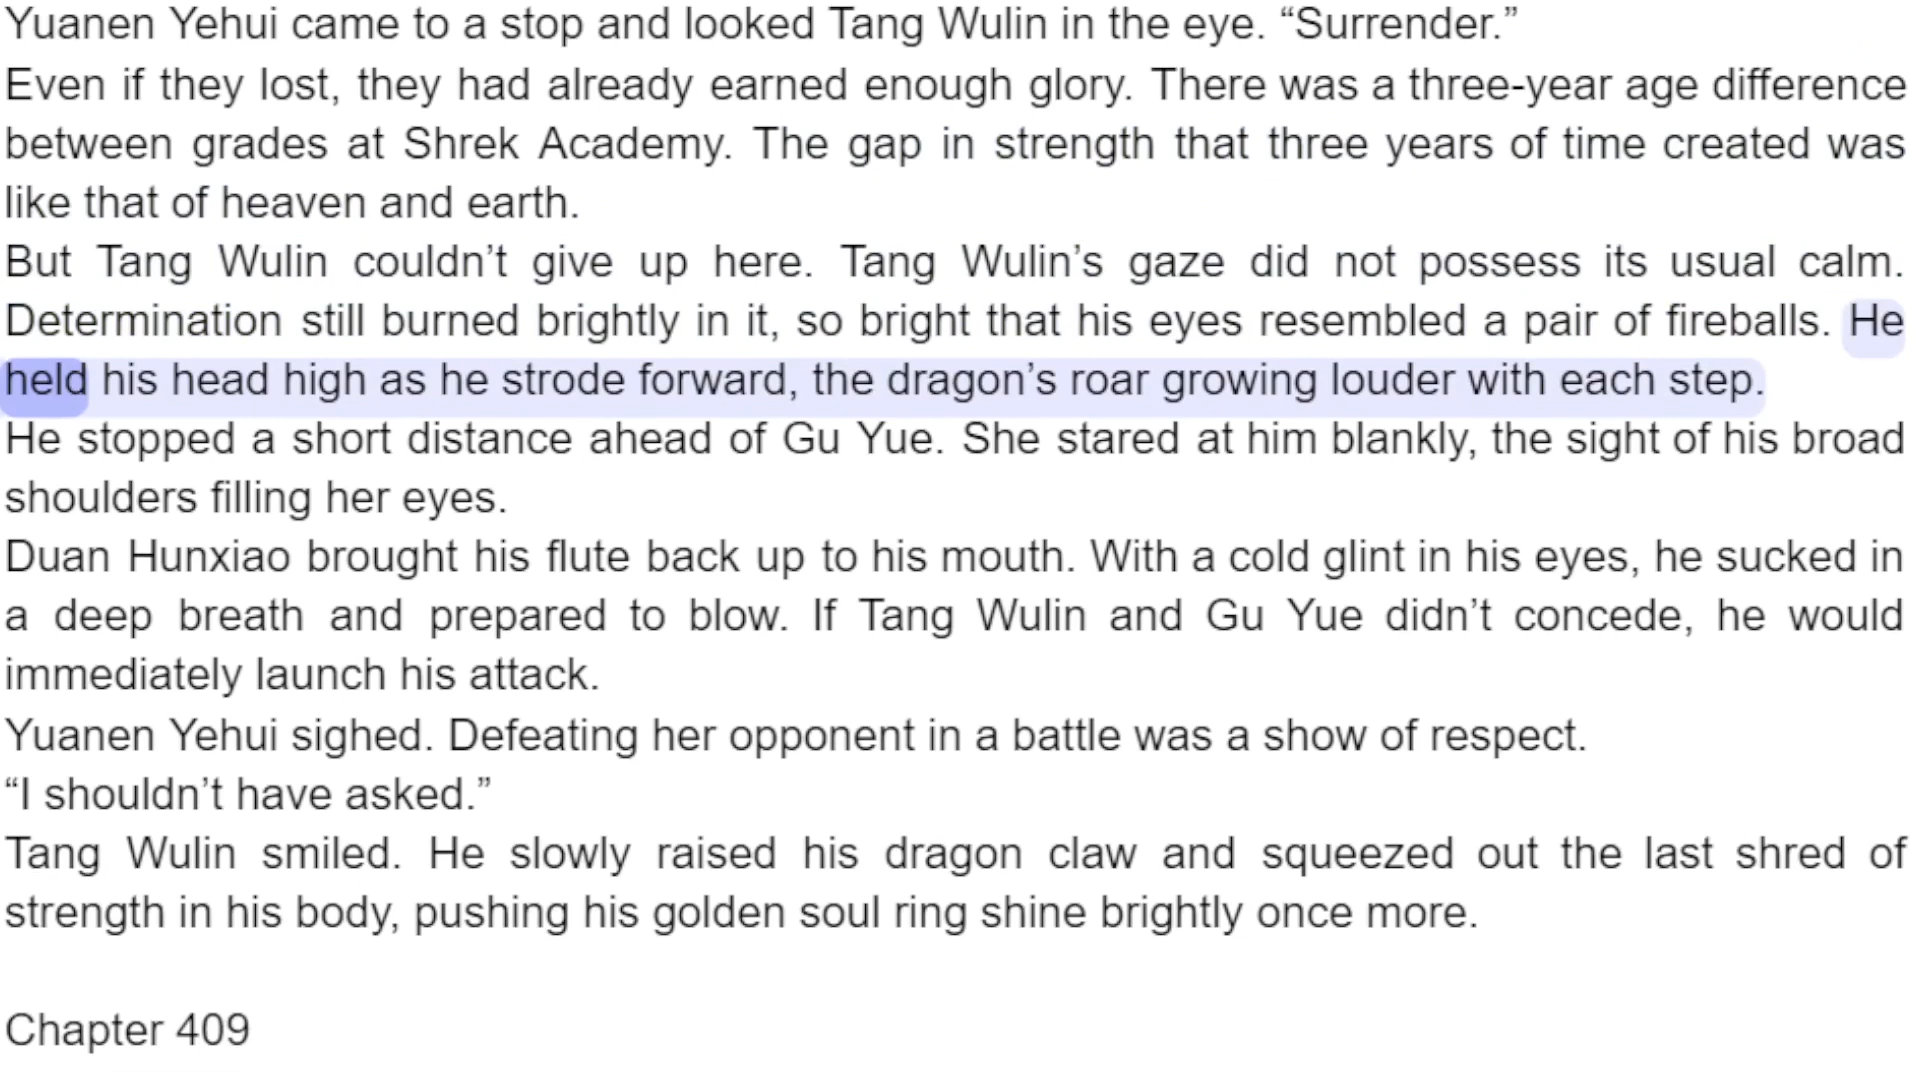 Yuanen Yehui came to a stop and looked Tang Wulin in the eye. “Surrender.”
Even if they lost, they had already earned enough glory. There was a three-year age difference
between grades at Shrek Academy. The gap in strength that three years of time created was
like that of heaven and earth.
But Tang Wulin couldn’t give up here. Tang Wulin’s gaze did not possess its usual calm.
Determination still burned brightly in it, so bright that his eyes resembled a pair of fireballs. He
held his head high as he strode forward, the dragon’s roar growing louder with each step.
He stopped a short distance ahead of Gu Yue. She stared at him blankly, the sight of his broad
shoulders filling her eyes.
Duan Hunxiao brought his flute back up to his mouth. With a cold glint in his eyes, he sucked in
a deep breath and prepared to blow. If Tang Wulin and Gu Yue didn’t concede, he would
immediately launch his attack.
Yuanen Yehui sighed. Defeating her opponent in a battle was a show of respect.
“I shouldn’t have asked.”
Tang Wulin smiled. He slowly raised his dragon claw and squeezed out the last shred of
strength in his body, pushing his golden soul ring shine brightly once more.
Chapter 409